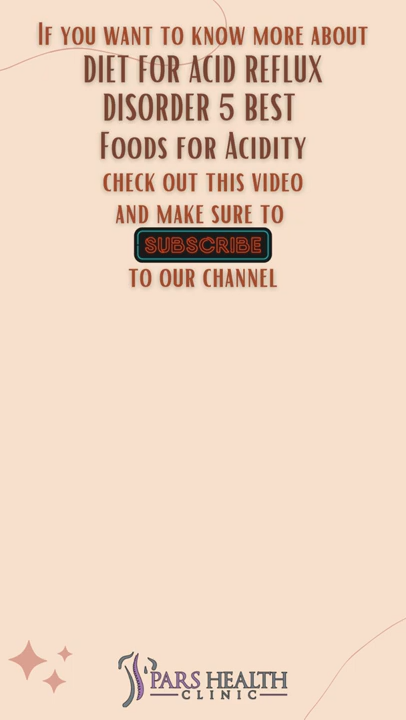 If you want to know more about
DIET FOR ACID REFLUX
DISORDER 5 BEST
Foods for Acidity
check out this video
and make sure to
SUBSCRIBE
to our channel
PARS HEALTH
CLINIC